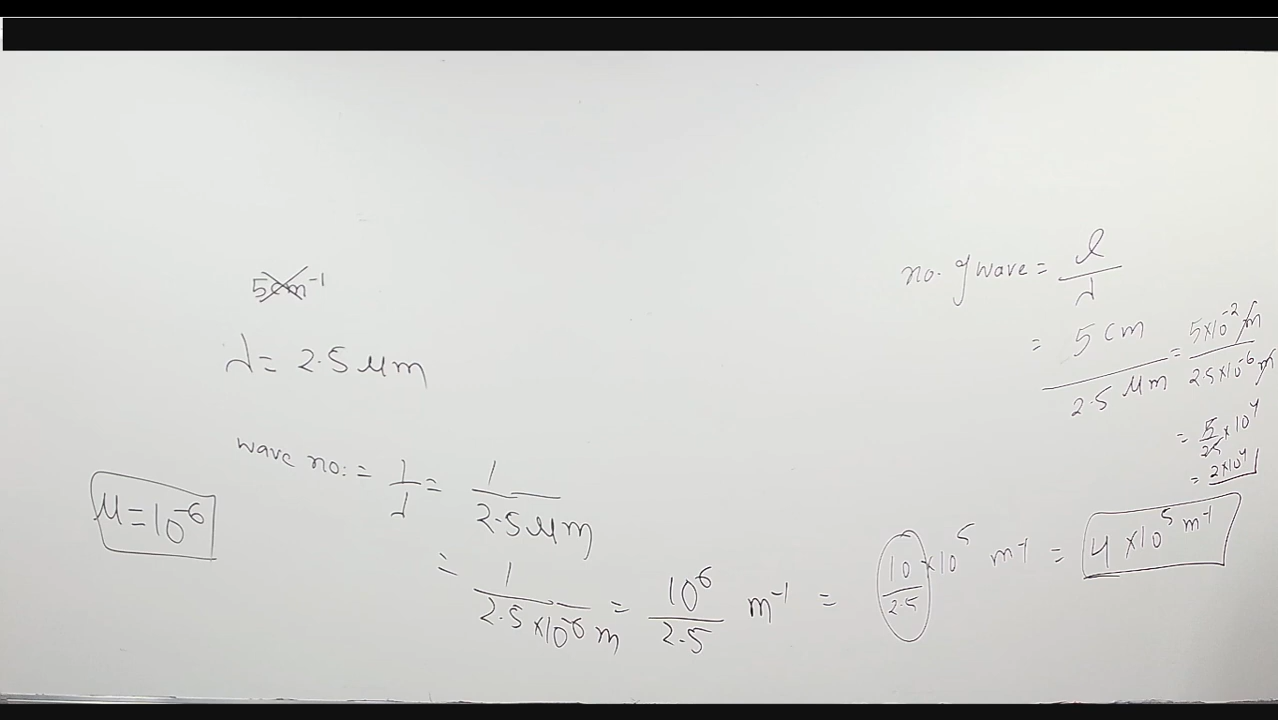 5cm⁻¹
λ = 2.5 μm
wave no: = 1/λ = 1/2.5 μm
μ = 10⁻⁶
= 1/2.5×10⁻⁶ m = 10⁶/2.5 m⁻¹ = 10/2.5 ×10⁵ m⁻¹ = 4×10⁵ m⁻¹
no. of wave = l/λ
= 5 cm/2.5 μm = 5×10⁻² m/2.5×10⁻⁶ m
= 5/25 ×10⁴
= 2×10⁴